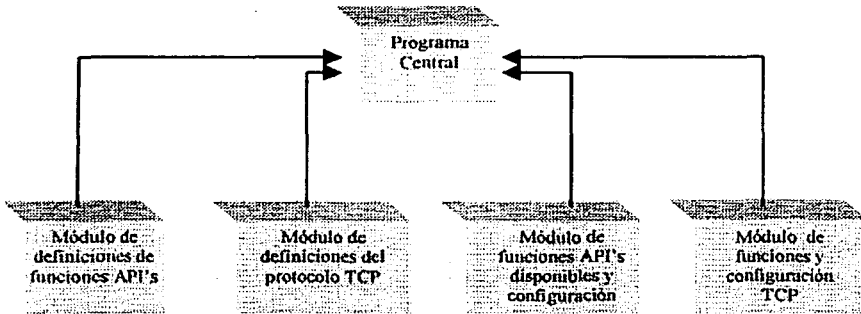 Programa
Central
Módulo de
definiciones de
funciones API's
Módulo de
definiciones del
protocolo TCP
Módulo de
funciones API's
disponibles y
configuración
Módulo de
funciones y
configuración
TCP